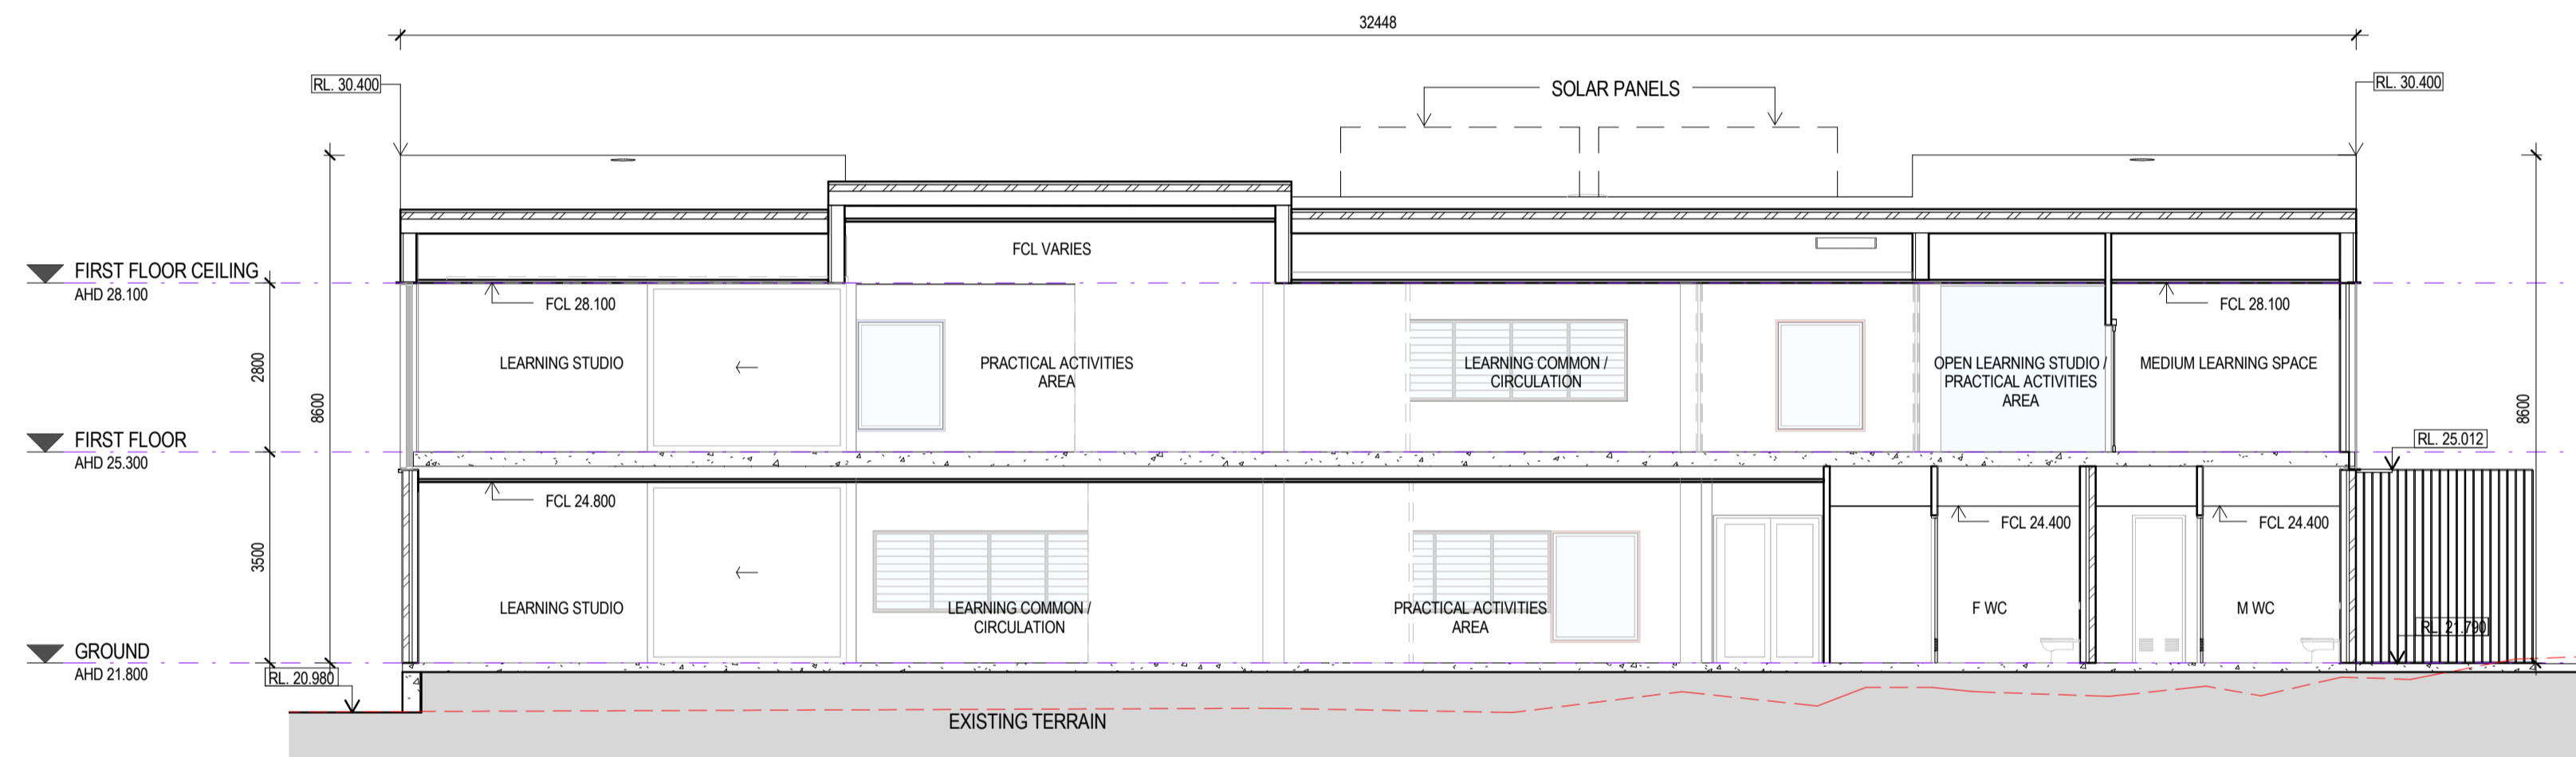 32448
RL. 30.400
SOLAR PANELS
RL. 30.400
FCL VARIES
FIRST FLOOR CEILING
AHD 28.100
FCL 28.100
FCL 28.100
2800
8600
LEARNING STUDIO
PRACTICAL ACTIVITIES
AREA
LEARNING COMMON /
CIRCULATION
OPEN LEARNING STUDIO /
PRACTICAL ACTIVITIES
AREA
MEDIUM LEARNING SPACE
8600
FIRST FLOOR
AHD 25.300
RL. 25.012
3500
FCL 24.800
FCL 24.400
FCL 24.400
LEARNING STUDIO
LEARNING COMMON /
CIRCULATION
PRACTICAL ACTIVITIES
AREA
F WC
M WC
RL. 21.790
GROUND
AHD 21.800
RL. 20.980
EXISTING TERRAIN